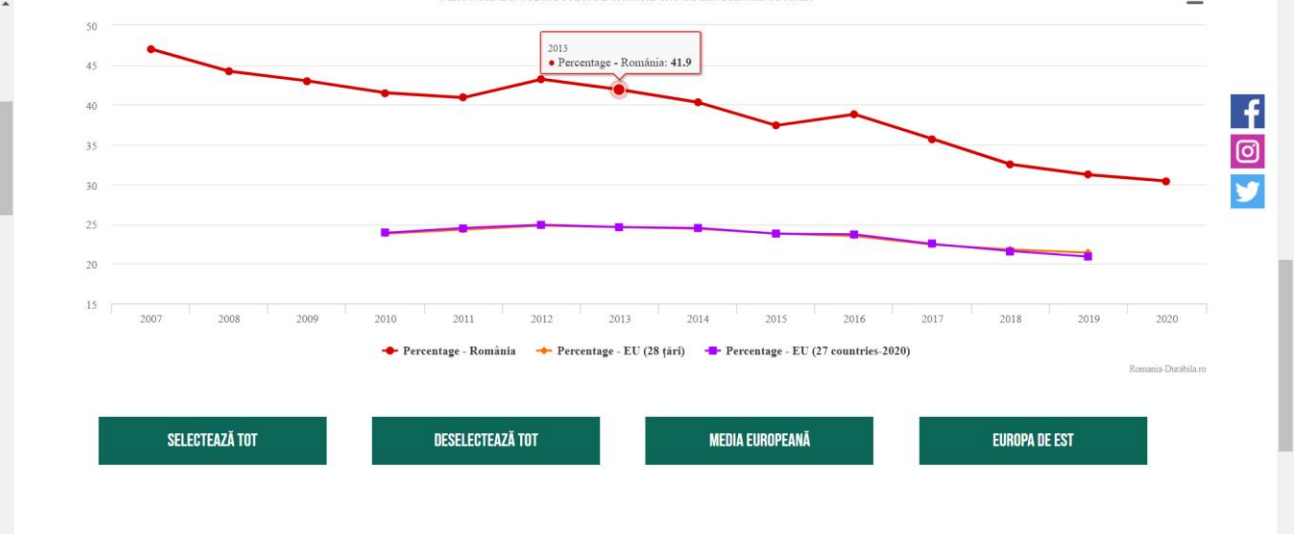 50
2013
● Percentage - România: 41.9
45
40
35
30
25
20
15
2007 2008 2009 2010 2011 2012 2013 2014 2015 2016 2017 2018 2019 2020
Percentage - România Percentage - EU (28 țări) Percentage - EU (27 countries-2020)
Romania-Durabila.ro
SELECTEAZĂ TOT DESELECTEAZĂ TOT MEDIA EUROPEANĂ EUROPA DE EST